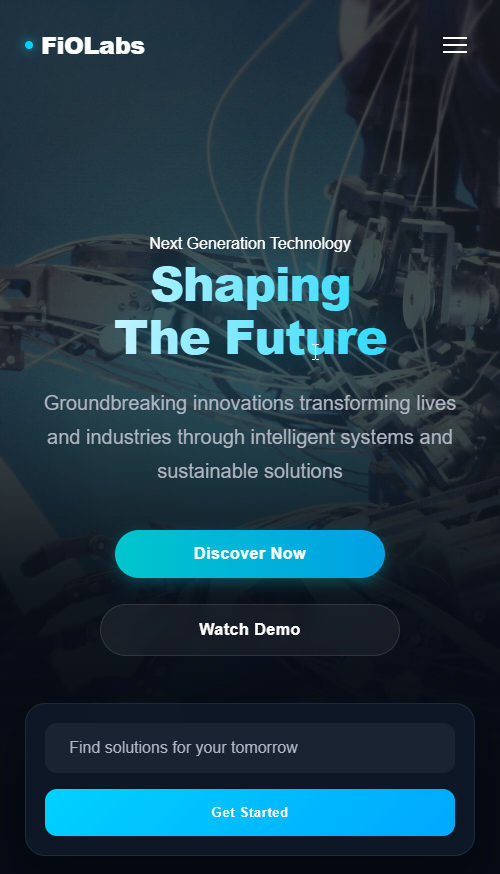 FiOLabs
Next Generation Technology
Shaping
The Future
Groundbreaking innovations transforming lives
and industries through intelligent systems and
sustainable solutions
Discover Now
Watch Demo
Find solutions for your tomorrow
Get Started